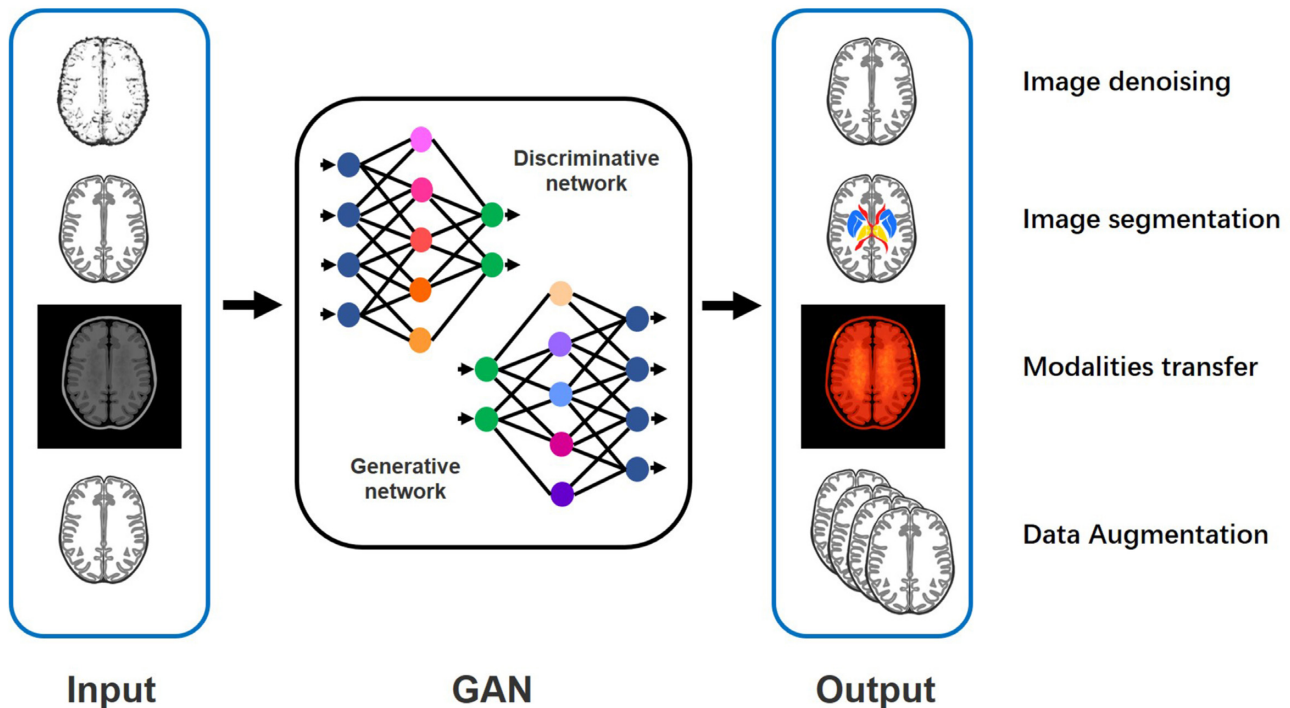 Image denoising
Discriminative
network
Image segmentation
Modalities transfer
Generative
network
Data Augmentation
Input
GAN
Output